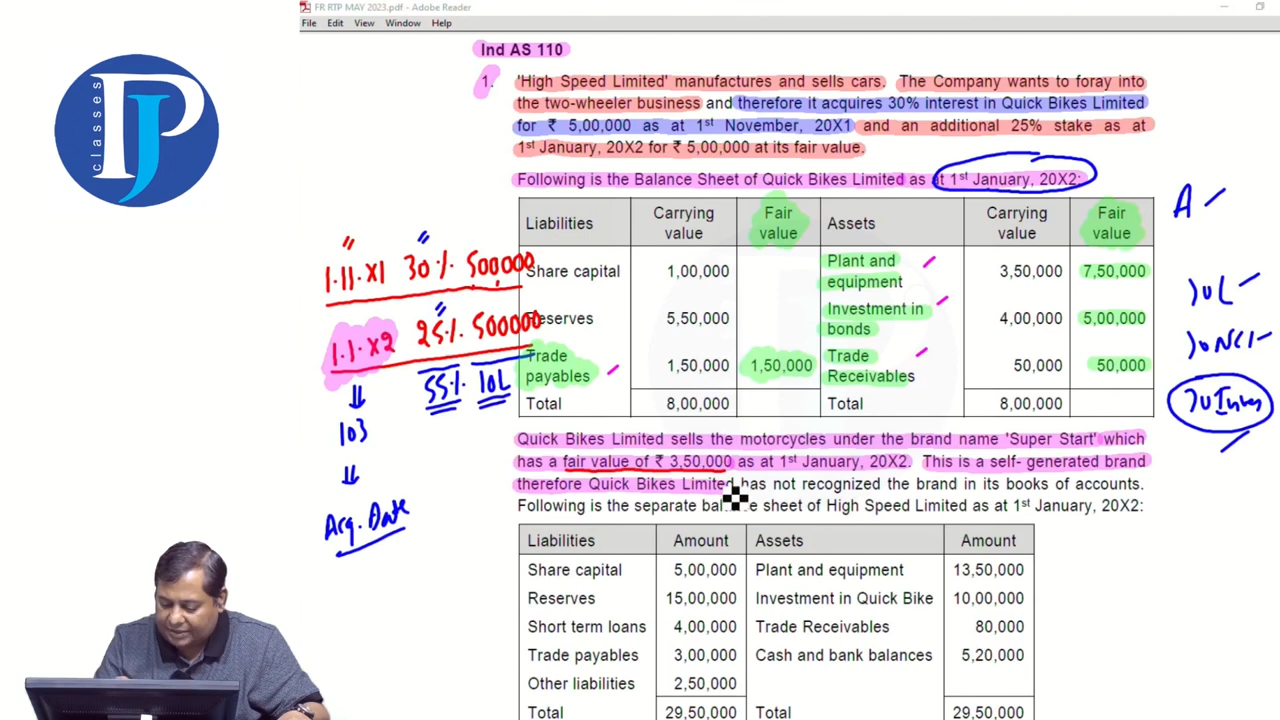 FR RTP MAY 2023.pdf - Adobe Reader
File Edit View Window Help
classes
PJ
Ind AS 110
1. 'High Speed Limited' manufactures and sells cars. The Company wants to foray into
the two-wheeler business and therefore it acquires 30% interest in Quick Bikes Limited
for ₹ 5,00,000 as at 1st November, 20X1 and an additional 25% stake as at
1st January, 20X2 for ₹ 5,00,000 at its fair value.
Following is the Balance Sheet of Quick Bikes Limited as at 1st January, 20X2:
Liabilities Carrying value Fair value Assets Carrying value Fair value
Share capital 1,00,000 Plant and equipment 3,50,000 7,50,000
Reserves 5,50,000 Investment in bonds 4,00,000 5,00,000
Trade payables 1,50,000 1,50,000 Trade Receivables 50,000 50,000
Total 8,00,000 Total 8,00,000
1.11.X1 30% 500000
1.1.X2 25% 500000
55% 10L
103
Acq. Date
A
Quick Bikes Limited sells the motorcycles under the brand name 'Super Start' which
has a fair value of ₹ 3,50,000 as at 1st January, 20X2. This is a self- generated brand
therefore Quick Bikes Limited has not recognized the brand in its books of accounts.
Following is the separate balance sheet of High Speed Limited as at 1st January, 20X2:
Liabilities Amount Assets Amount
Share capital 5,00,000 Plant and equipment 13,50,000
Reserves 15,00,000 Investment in Quick Bike 10,00,000
Short term loans 4,00,000 Trade Receivables 80,000
Trade payables 3,00,000 Cash and bank balances 5,20,000
Other liabilities 2,50,000
Total 29,50,000 Total 29,50,000